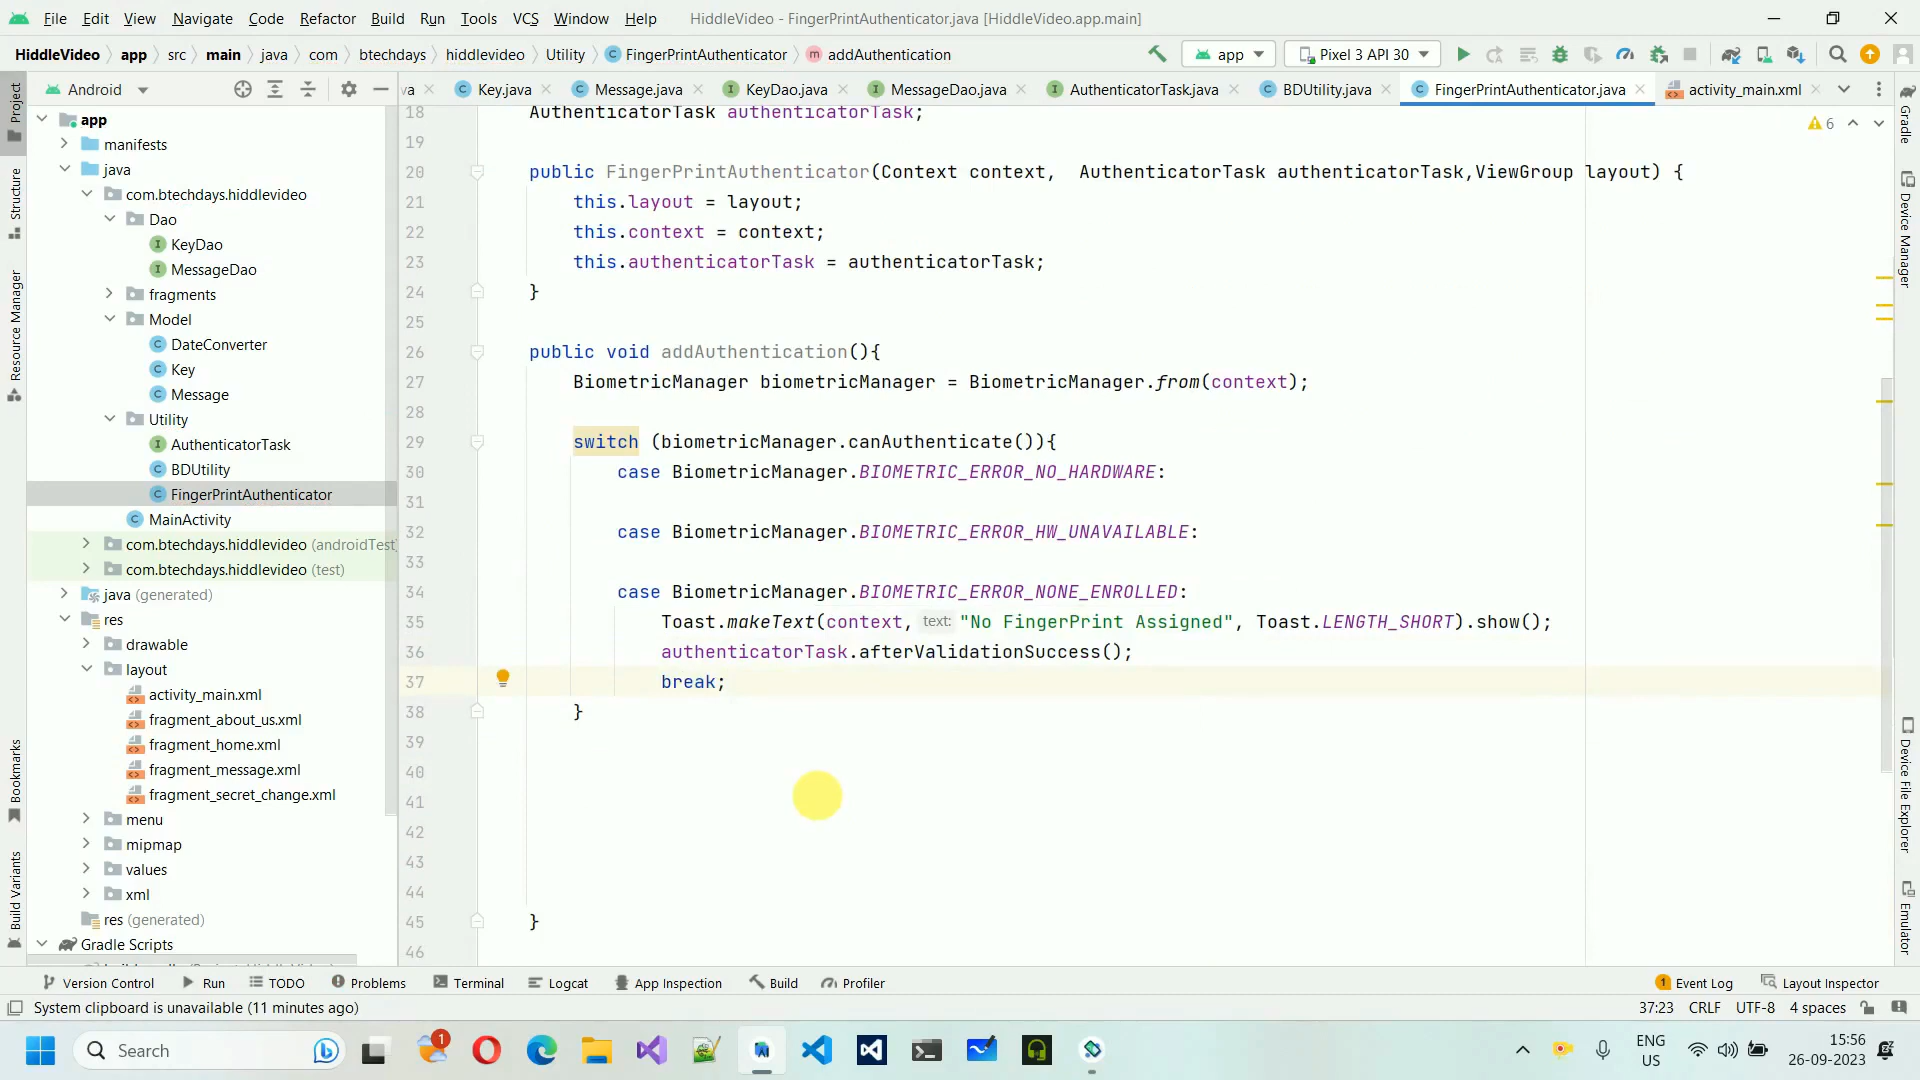 File Edit View Navigate Code Refactor Build Run Tools VCS Window Help HiddleVideo - FingerPrintAuthenticator.java [HiddleVideo.app.main]
HiddleVideo app src main java com btechdays hiddlevideo Utility FingerPrintAuthenticator addAuthentication app Pixel 3 API 30
Android
va Key.java Message.java KeyDao.java MessageDao.java AuthenticatorTask.java BDUtility.java FingerPrintAuthenticator.java activity_main.xml
Project
Structure
Resource Manager
Bookmarks
Build Variants
app
manifests
java
com.btechdays.hiddlevideo
Dao
KeyDao
MessageDao
fragments
Model
DateConverter
Key
Message
Utility
AuthenticatorTask
BDUtility
FingerPrintAuthenticator
MainActivity
com.btechdays.hiddlevideo (androidTest
com.btechdays.hiddlevideo (test)
java (generated)
res
drawable
layout
activity_main.xml
fragment_about_us.xml
fragment_home.xml
fragment_message.xml
fragment_secret_change.xml
menu
mipmap
values
xml
res (generated)
Gradle Scripts
6
18 AuthenticatorTask authenticatorTask;
19
20 public FingerPrintAuthenticator(Context context,  AuthenticatorTask authenticatorTask,ViewGroup layout) {
21 this.layout = layout;
22 this.context = context;
23 this.authenticatorTask = authenticatorTask;
24 }
25
26 public void addAuthentication(){
27 BiometricManager biometricManager = BiometricManager.from(context);
28
29 switch (biometricManager.canAuthenticate()){
30 case BiometricManager.BIOMETRIC_ERROR_NO_HARDWARE:
31
32 case BiometricManager.BIOMETRIC_ERROR_HW_UNAVAILABLE:
33
34 case BiometricManager.BIOMETRIC_ERROR_NONE_ENROLLED:
35 Toast.makeText(context, text: "No FingerPrint Assigned", Toast.LENGTH_SHORT).show();
36 authenticatorTask.afterValidationSuccess();
37 break;
38 }
39
40
41
42
43
44
45 }
46
Gradle
Device Manager
Device File Explorer
Emulator
Version Control Run TODO Problems Terminal Logcat App Inspection Build Profiler 1 Event Log Layout Inspector
System clipboard is unavailable (11 minutes ago) 37:23 CRLF UTF-8 4 spaces
Search 1 ENG US 15:56 26-09-2023